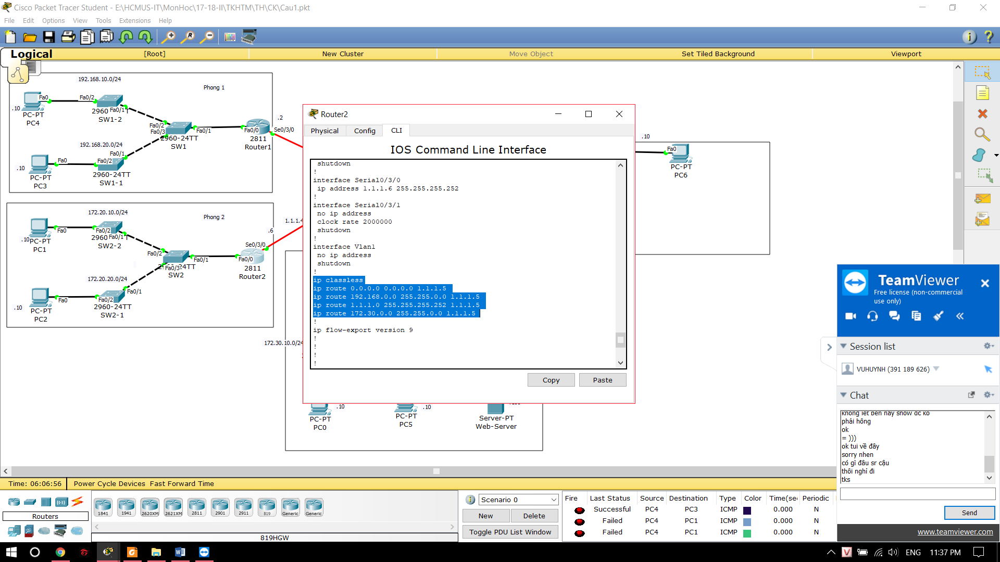 Cisco Packet Tracer Student - E:\HCMUS-IT\MonHoc\17-18-II\TKHTM\TH\CK\Cau1.pkt
File Edit Options View Tools Extensions Help
Logical
[Root]
New Cluster
Move Object
Set Tiled Background
Viewport
192.168.10.0/24
Phong 1
Fa0
Fa0/2
.10
PC-PT
PC4
2960
Fa0/1
T
SW1-2
Fa0/2
Fa0/3
Fa0/1
2960-24TT
SW1
192.168.20.0/24
Fa0/1
Fa0
Fa0/2
.10
PC-PT
PC3
2960-24TT
SW1-1
.2
Fa0/0
Se0/3/0
2811
Router1
172.20.10.0/24
Phong 2
Fa0
Fa0/2
.10
PC-PT
PC1
2960
Fa0/1
T
SW2-2
Fa0/2
Fa0/1
Fa0/3
24TT
SW2
172.20.20.0/24
Fa0/1
Fa0
Fa0/2
.10
PC-PT
PC2
2960-24TT
SW2-1
.6
1.1.1.4
Se0/3/0
Fa0/0
2811
Router2
172.30.10.0/24
.10
Fa0
PC-PT
PC6
Router2
Physical
Config
CLI
IOS Command Line Interface
shutdown
!
interface Serial0/3/0
ip address 1.1.1.6 255.255.255.252
!
interface Serial0/3/1
no ip address
clock rate 2000000
shutdown
!
interface Vlan1
no ip address
shutdown
!
ip classless
ip route 0.0.0.0 0.0.0.0 1.1.1.5
ip route 192.168.0.0 255.255.0.0 1.1.1.5
ip route 1.1.1.0 255.255.255.252 1.1.1.5
ip route 172.30.0.0 255.255.0.0 1.1.1.5
!
ip flow-export version 9
!
!
!
!
Copy
Paste
.10
PC-PT
PC0
.10
PC-PT
PC5
Server-PT
Web-Server
TeamViewer
Free license (non-commercial
use only)
Session list
VUHUYNH (391 189 626)
Chat
không lết bên này show dc ko
phải hông
ok
= )))
ok tui về đây
sorry nhen
có gì đâu sr cậu
thôi nghỉ đi
tks
Send
www.teamviewer.com
Time: 06:06:56
Power Cycle Devices Fast Forward Time
Routers
1841
1941
2620XM
2621XM
2811
2901
2911
819
Generic
Generic
819HGW
Scenario 0
New
Delete
Toggle PDU List Window
Fire Last Status Source Destination Type Color Time(sec Periodic
Successful PC4 PC3 ICMP 0.000 N
Failed PC4 PC1 ICMP 0.000 N
Failed PC4 PC1 ICMP 0.000 N
ENG
11:37 PM